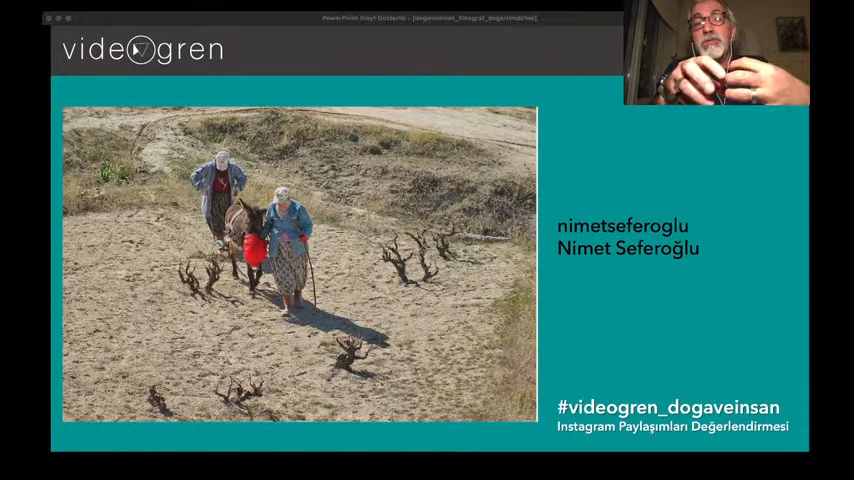 PowerPoint Slayt Gösterisi - [dogaveinsan_fotograf_degerlendirme]
videogren
nimetseferoglu
Nimet Seferoğlu
#videogren_dogaveinsan
Instagram Paylaşımları Değerlendirmesi